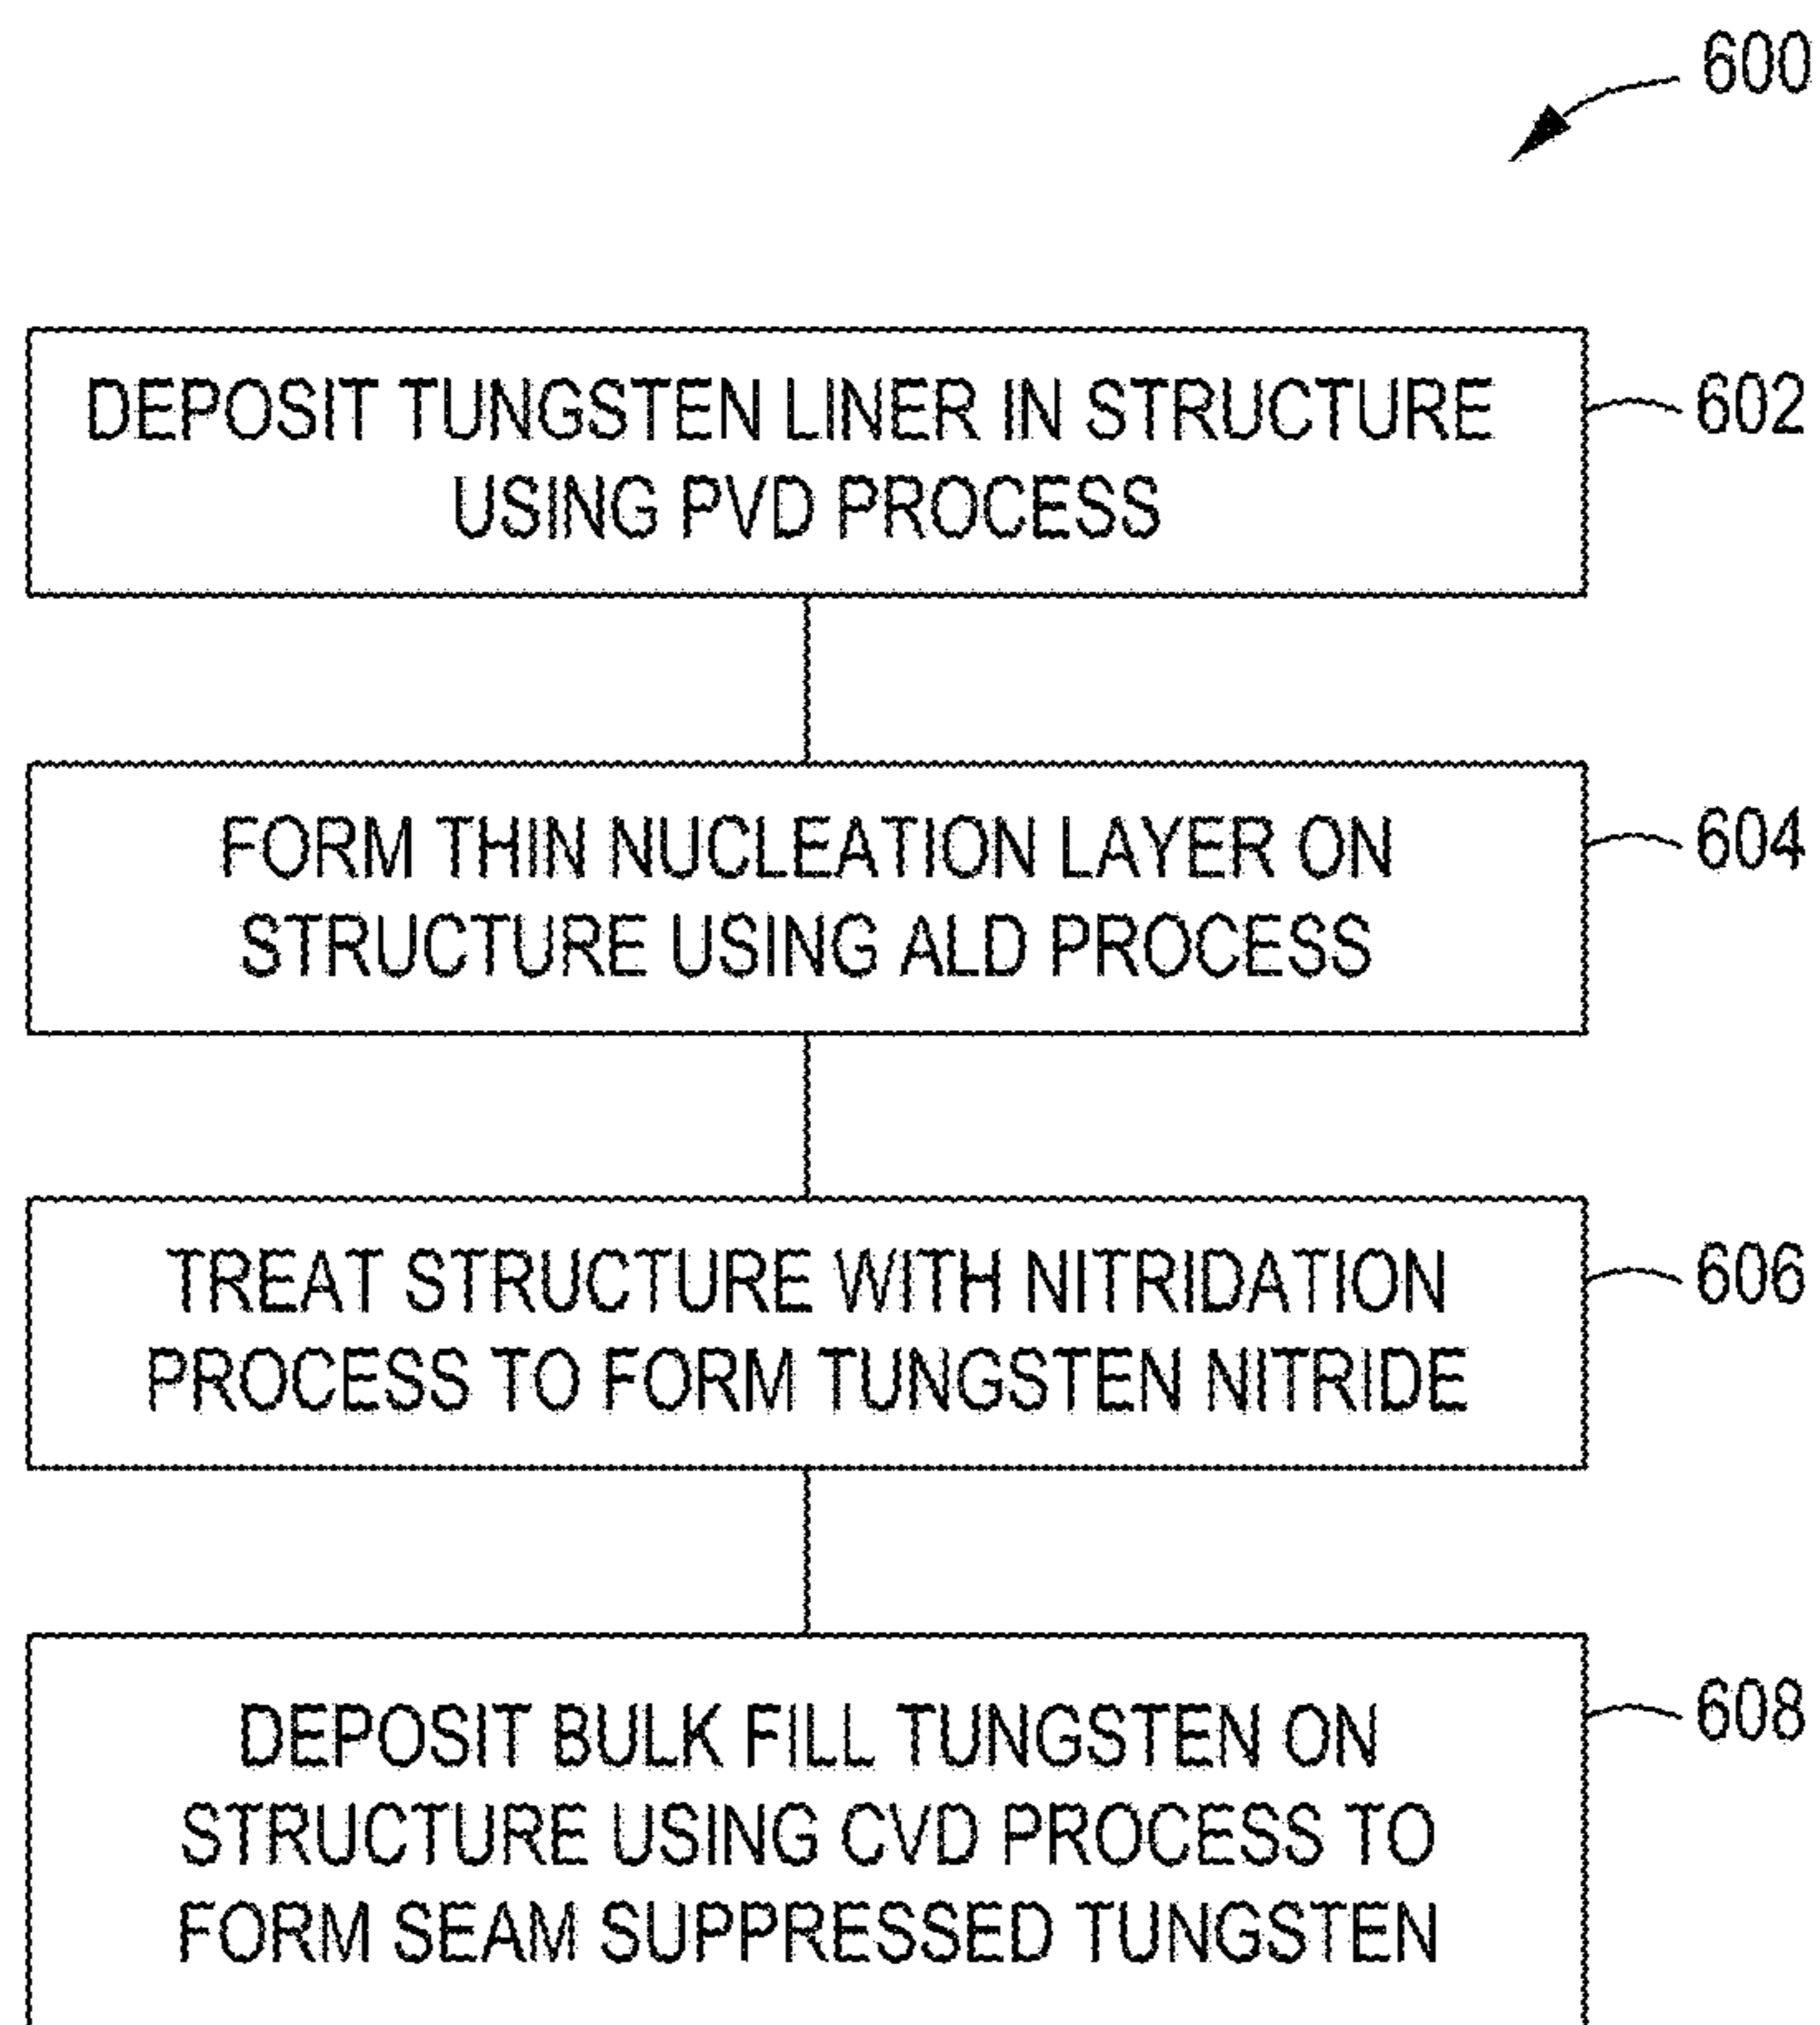 600
DEPOSIT TUNGSTEN LINER IN STRUCTURE
USING PVD PROCESS
602
FORM THIN NUCLEATION LAYER ON
STRUCTURE USING ALD PROCESS
604
TREAT STRUCTURE WITH NITRIDATION
PROCESS TO FORM TUNGSTEN NITRIDE
606
DEPOSIT BULK FILL TUNGSTEN ON
STRUCTURE USING CVD PROCESS TO
FORM SEAM SUPPRESSED TUNGSTEN
608